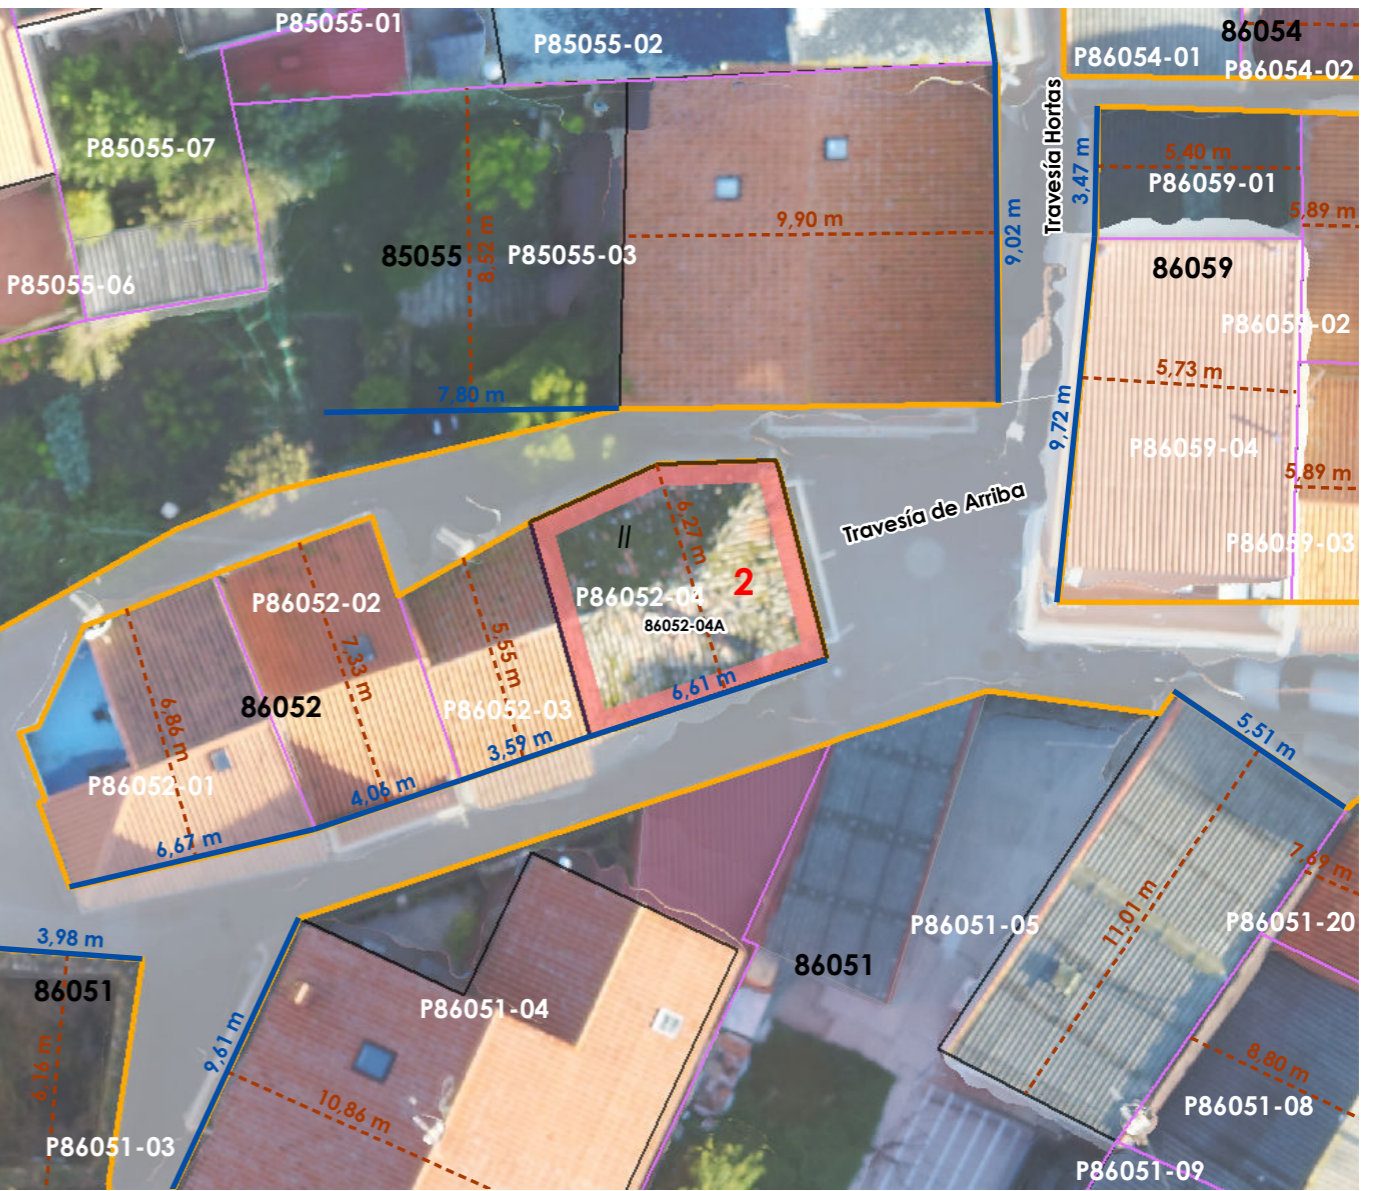 P85055-01
P85055-02
86054
P86054-01
P86054-02
P85055-07
Travesía Hortas
3,47 m
5,40 m
P86059-01
5,89 m
9,90 m
9,02 m
85055
8,52 m
P85055-03
86059
P85055-06
P86059-02
5,73 m
7,80 m
9,72 m
P86059-04
5,89 m
Travesía de Arriba
6,27 m
//
P86059-03
2
P86052-04
86052-04A
P86052-02
7,33 m
5,55 m
6,61 m
86052
P86052-03
6,86 m
3,59 m
5,51 m
P86052-01
4,06 m
6,67 m
7,69 m
11,01 m
P86051-05
P86051-20
3,98 m
86051
86051
P86051-04
9,61 m
6,16 m
8,80 m
10,86 m
P86051-08
P86051-03
P86051-09